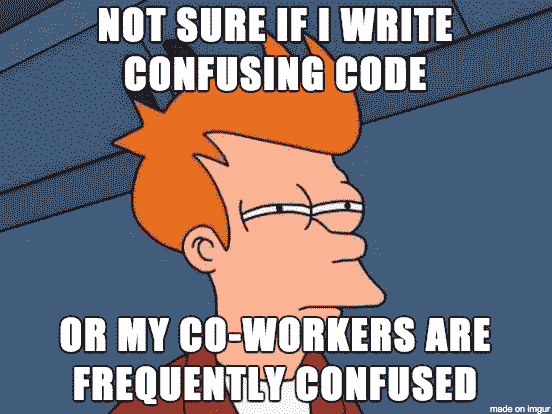 NOT SURE IF I WRITE
CONFUSING CODE
OR MY CO-WORKERS ARE
FREQUENTLY CONFUSED
made on imgur